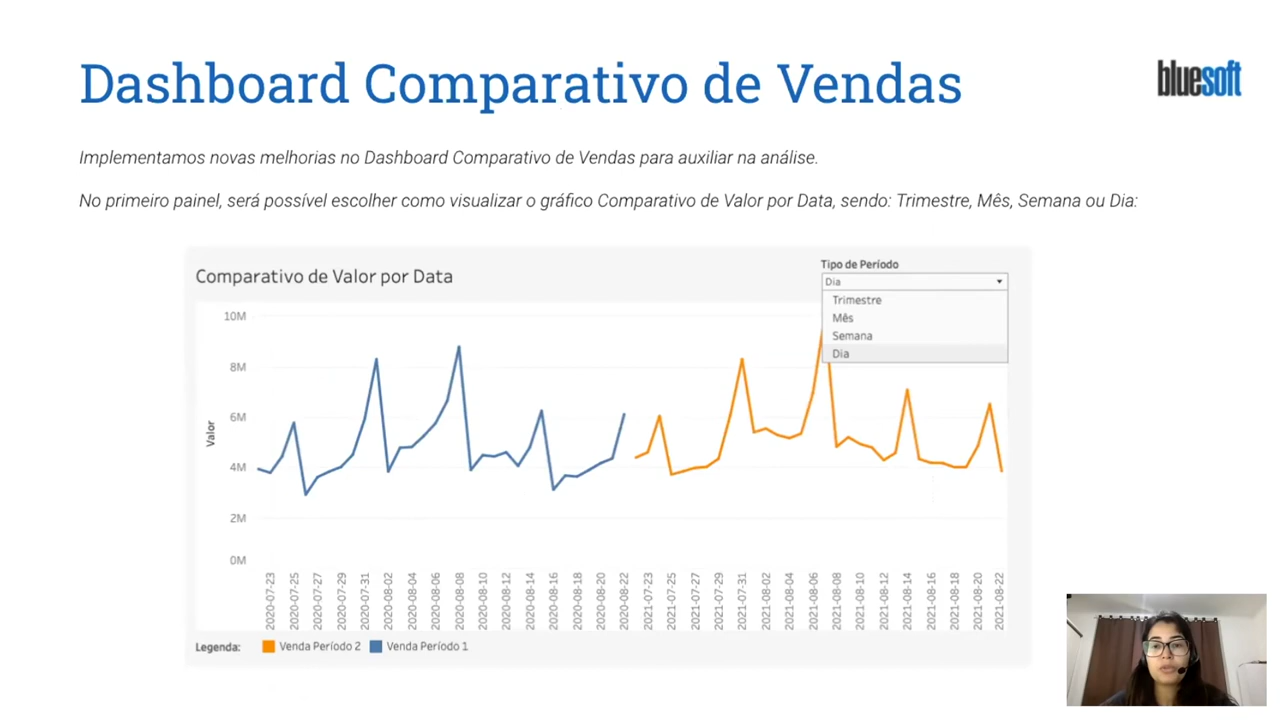 Dashboard Comparativo de Vendas
bluesoft
Implementamos novas melhorias no Dashboard Comparativo de Vendas para auxiliar na análise.
No primeiro painel, será possível escolher como visualizar o gráfico Comparativo de Valor por Data, sendo: Trimestre, Mês, Semana ou Dia:
Comparativo de Valor por Data
Tipo de Período
Dia
Trimestre
Mês
Semana
Dia
10M
8M
6M
4M
2M
0M
Valor
2020-07-23
2020-07-25
2020-07-27
2020-07-29
2020-07-31
2020-08-02
2020-08-04
2020-08-06
2020-08-08
2020-08-10
2020-08-12
2020-08-14
2020-08-16
2020-08-18
2020-08-20
2020-08-22
2021-07-23
2021-07-25
2021-07-27
2021-07-29
2021-07-31
2021-08-02
2021-08-04
2021-08-06
2021-08-08
2021-08-10
2021-08-12
2021-08-14
2021-08-16
2021-08-18
2021-08-20
2021-08-22
Legenda: Venda Período 2 Venda Período 1